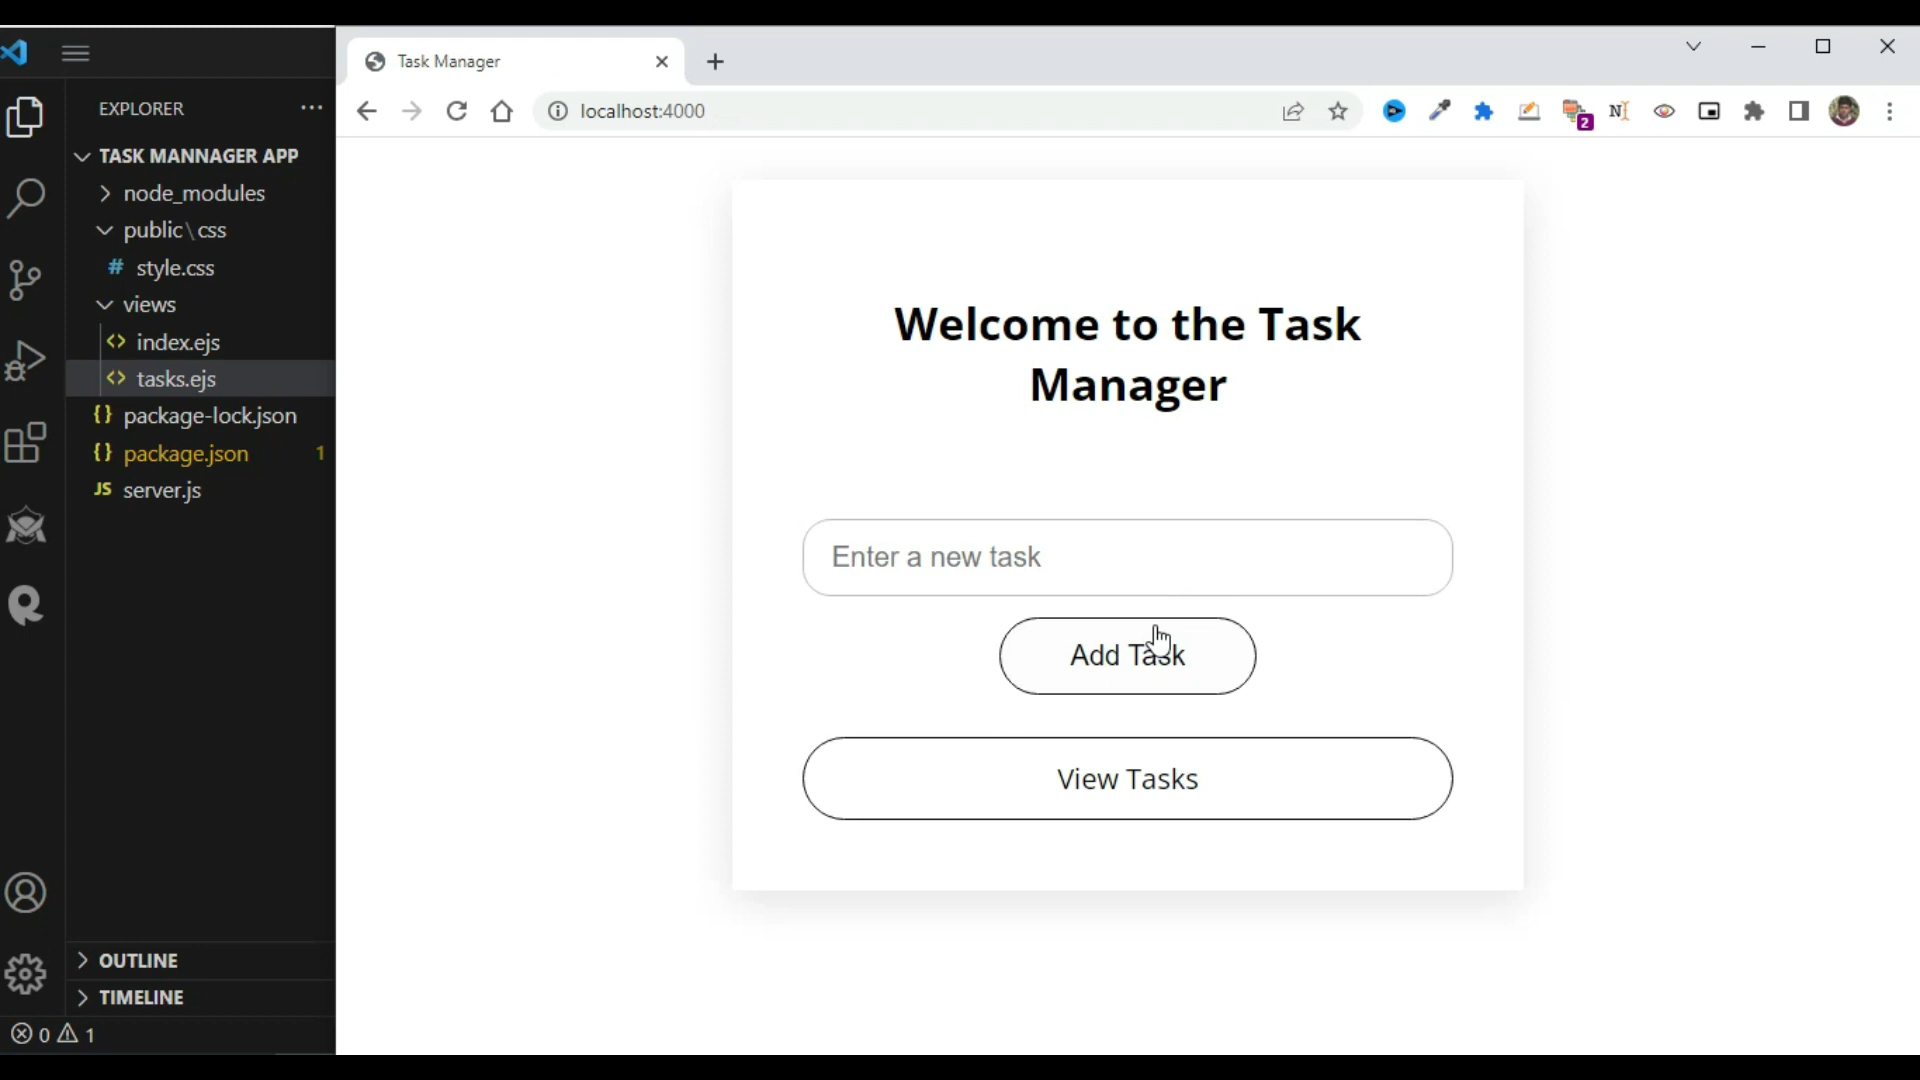 EXPLORER
TASK MANNAGER APP
node_modules
public\css
# style.css
views
<> index.ejs
<> tasks.ejs
{} package-lock.json
{} package.json 1
JS server.js
OUTLINE
TIMELINE
0 1
Task Manager
localhost:4000
2
N
Welcome to the Task
Manager
Enter a new task
Add Task
View Tasks